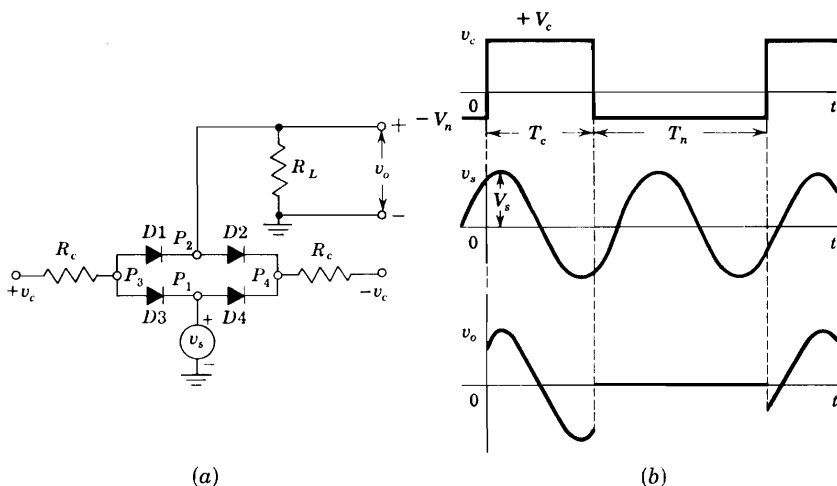 +
R_L
v_o
−
D1
P_2
D2
R_c
P_3
P_1
P_4
R_c
+v_c
D3
+
D4
−v_c
v_s
−
(a)
v_c
+ V_c
0
t
− V_n
T_c
T_n
v_s
V_s
0
t
v_o
0
t
(b)